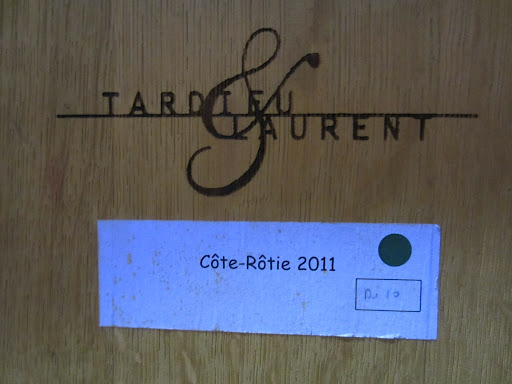 TARDIEU
&
LAURENT
Côte-Rôtie 2011